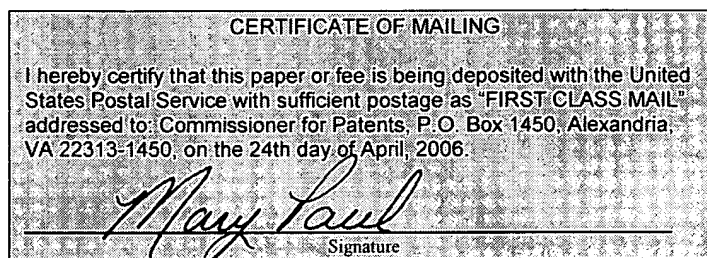 CERTIFICATE OF MAILING
I hereby certify that this paper or fee is being deposited with the United
States Postal Service with sufficient postage as "FIRST CLASS MAIL"
addressed to: Commissioner for Patents, P.O. Box 1450, Alexandria,
VA 22313-1450, on the 24th day of April, 2006.
Mary Paul
Signature